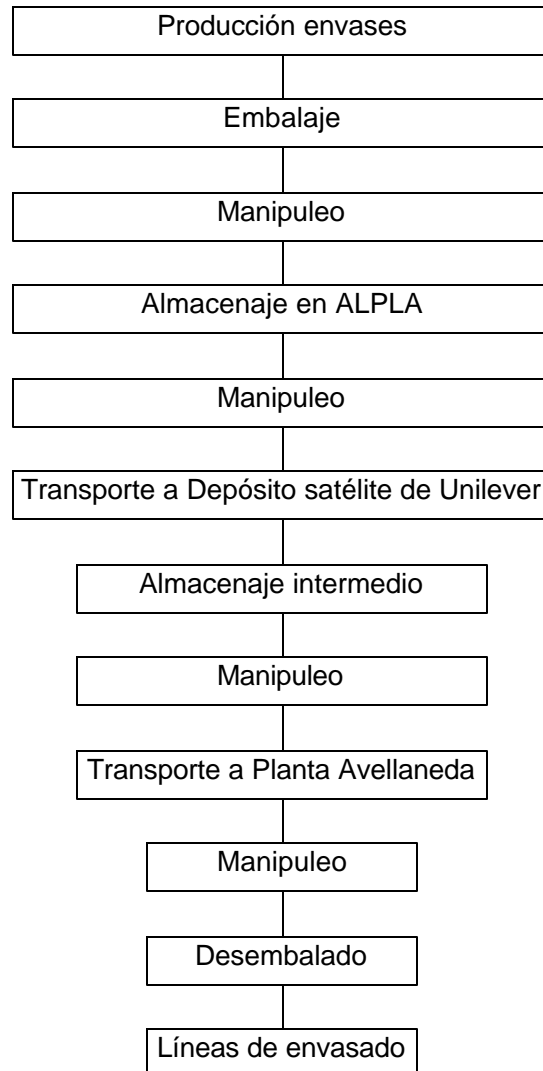 Producción envases
Embalaje
Manipuleo
Almacenaje en ALPLA
Manipuleo
Transporte a Depósito satélite de Unilever
Almacenaje intermedio
Manipuleo
Transporte a Planta Avellaneda
Manipuleo
Desembalado
Líneas de envasado